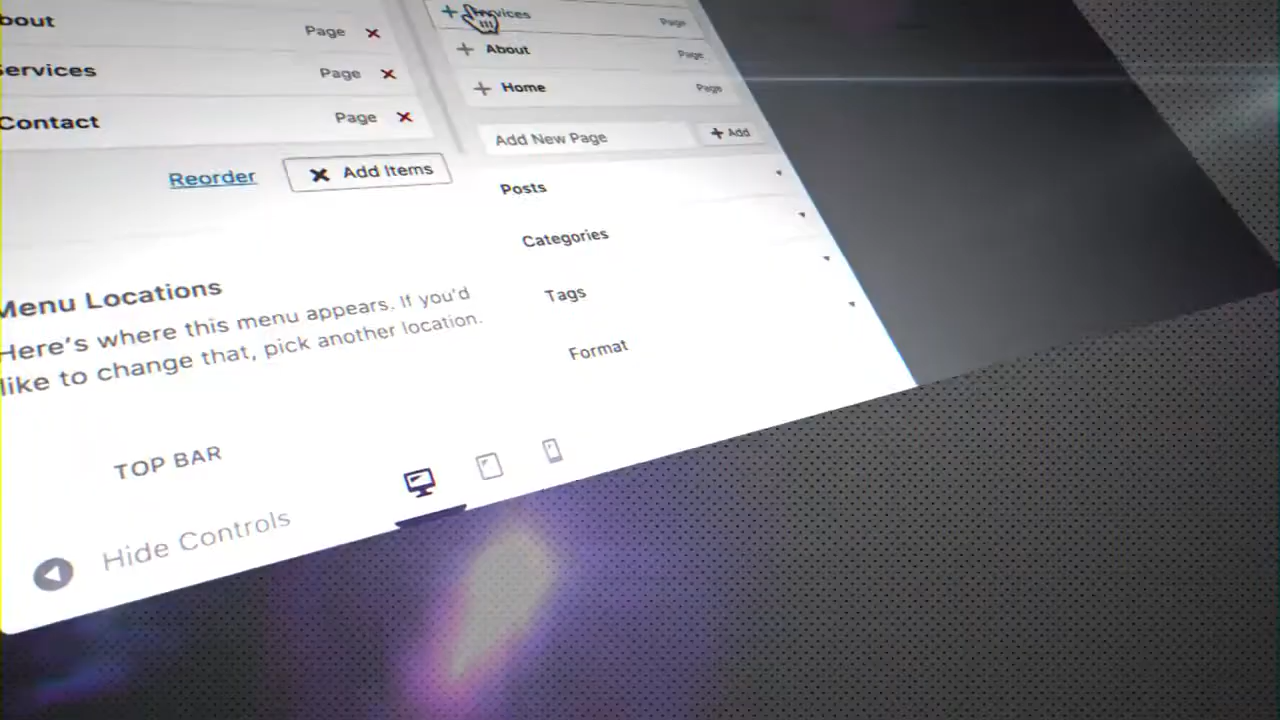 bout
Page
ervices
Page
Contact
Page
Reorder
Add Items
Menu Locations
Here's where this menu appears. If you'd
like to change that, pick another location.
TOP BAR
Hide Controls
Page
About
Page
Home
Page
Add New Page
Add
Posts
Categories
Tags
Format